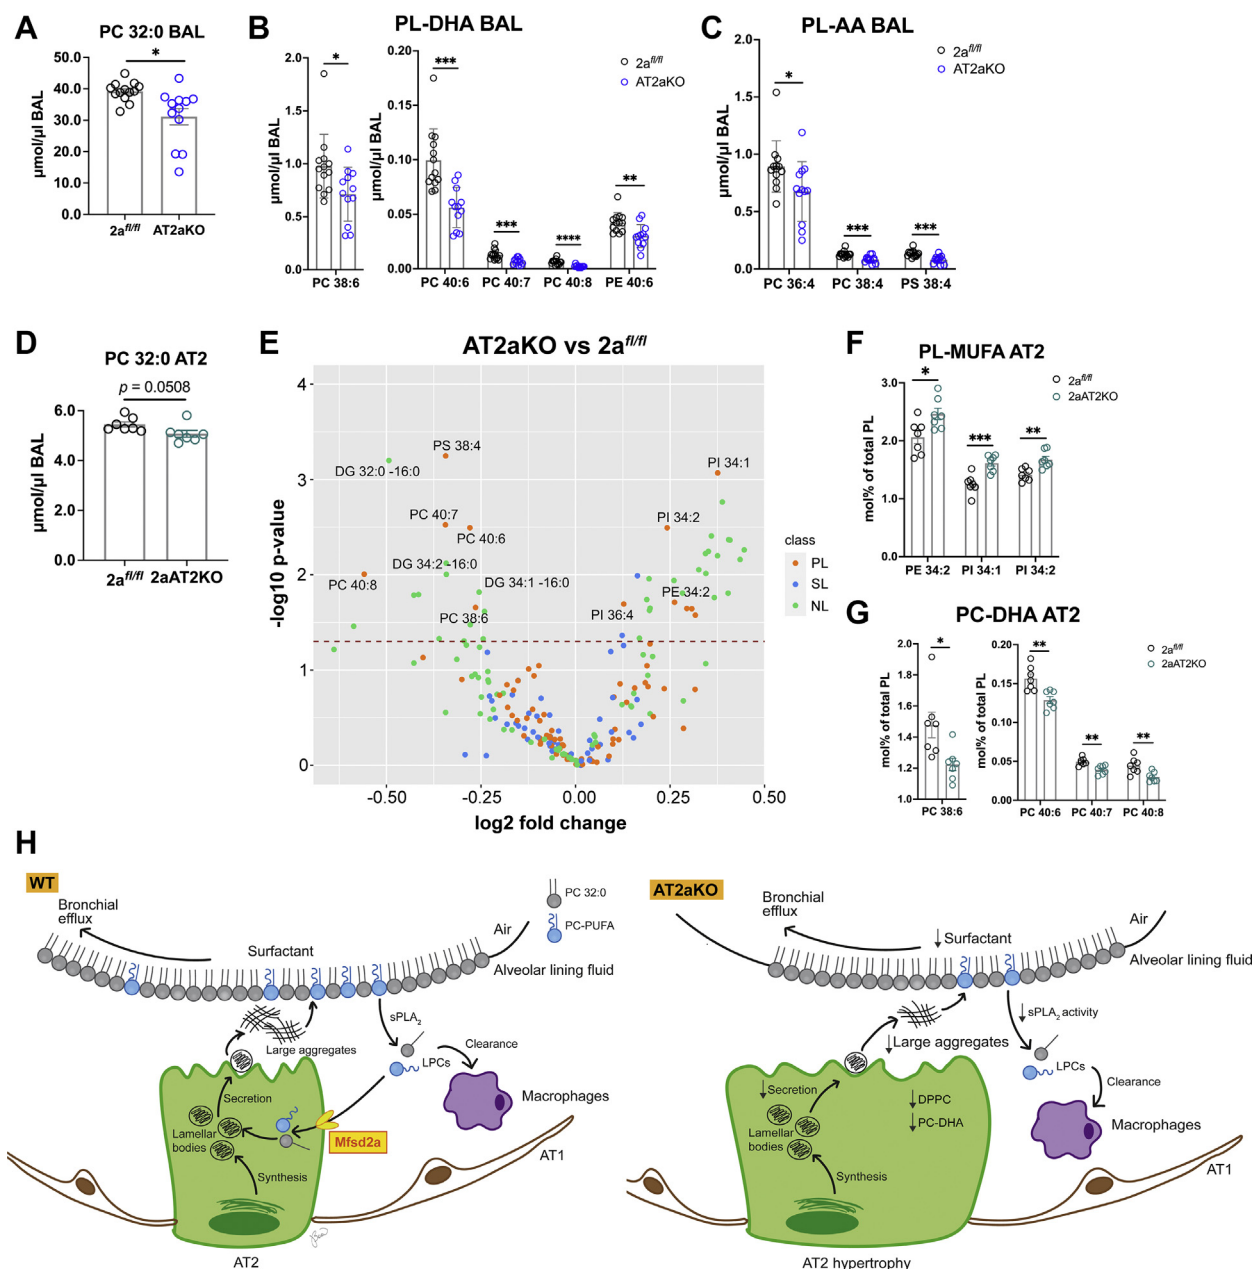 A
PC 32:0 BAL
*
50.0
40.0
30.0
20.0
10.0
0.0
µmol/µl BAL
2a^fl/fl
AT2aKO
B
PL-DHA BAL
2.0
1.5
1.0
0.5
0.0
µmol/µl BAL
*
PC 38:6
0.20
0.15
0.10
0.05
0.00
µmol/µl BAL
***
***
****
**
PC 40:6
PC 40:7
PC 40:8
PE 40:6
2a^fl/fl
AT2aKO
C
PL-AA BAL
2.0
1.5
1.0
0.5
0.0
µmol/µl BAL
*
***
***
PC 36:4
PC 38:4
PS 38:4
2a^fl/fl
AT2aKO
D
PC 32:0 AT2
p = 0.0508
6.0
4.0
2.0
0.0
µmol/µl BAL
2a^fl/fl
2aAT2KO
E
AT2aKO vs 2a^fl/fl
4
3
2
1
0
-log10 p-value
PS 38:4
DG 32:0 -16:0
PI 34:1
PC 40:7
PC 40:6
PI 34:2
DG 34:2 -16:0
PC 40:8
DG 34:1 -16:0
PC 38:6
PI 36:4
PE 34:2
-0.50
-0.25
0.00
0.25
0.50
log2 fold change
class
PL
SL
NL
F
PL-MUFA AT2
3.0
2.0
1.0
0.0
mol% of total PL
*
***
**
PE 34:2
PI 34:1
PI 34:2
2a^fl/fl
2aAT2KO
G
PC-DHA AT2
2.0
1.8
1.6
1.4
1.2
1.0
mol% of total PL
*
PC 38:6
0.20
0.15
0.10
0.05
0.00
mol% of total PL
**
**
**
PC 40:6
PC 40:7
PC 40:8
2a^fl/fl
2aAT2KO
H
WT
Bronchial
efflux
Surfactant
PC 32:0
PC-PUFA
Air
Alveolar lining fluid
sPLA₂
Large aggregates
LPCs
Clearance
Macrophages
Secretion
Lamellar
bodies
Mfsd2a
Synthesis
AT1
AT2
AT2aKO
Bronchial
efflux
↓ Surfactant
Air
Alveolar lining fluid
↓ sPLA₂ activity
↓ Large aggregates
LPCs
Clearance
Macrophages
↓ Secretion
↓ DPPC
↓ PC-DHA
Lamellar
bodies
Synthesis
AT1
AT2 hypertrophy